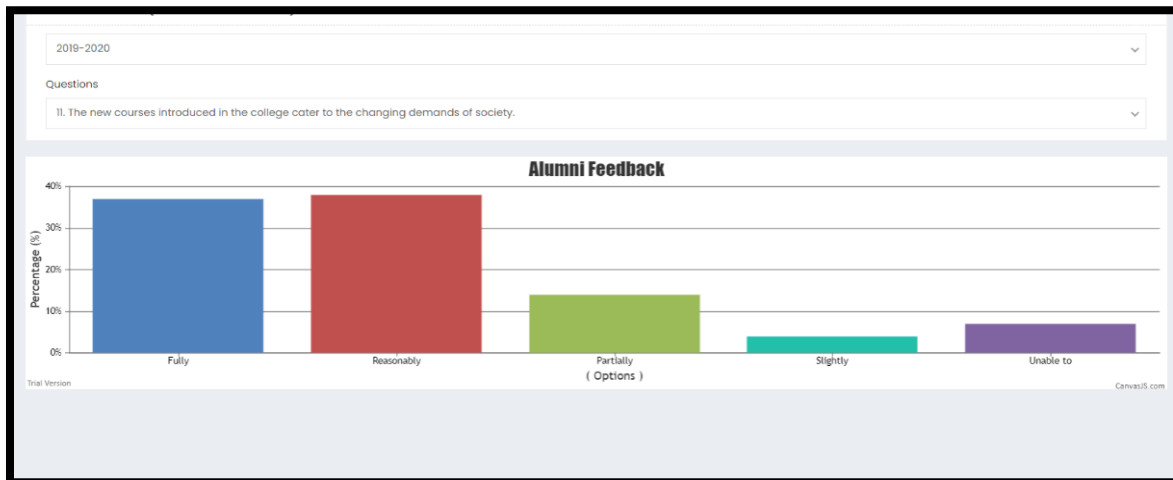 2019-2020
Questions
11. The new courses introduced in the college cater to the changing demands of society.
Alumni Feedback
40%
30%
20%
10%
0%
Percentage (%)
Fully Reasonably Partially Slightly Unable to
( Options )
Trial Version
CanvasJS.com